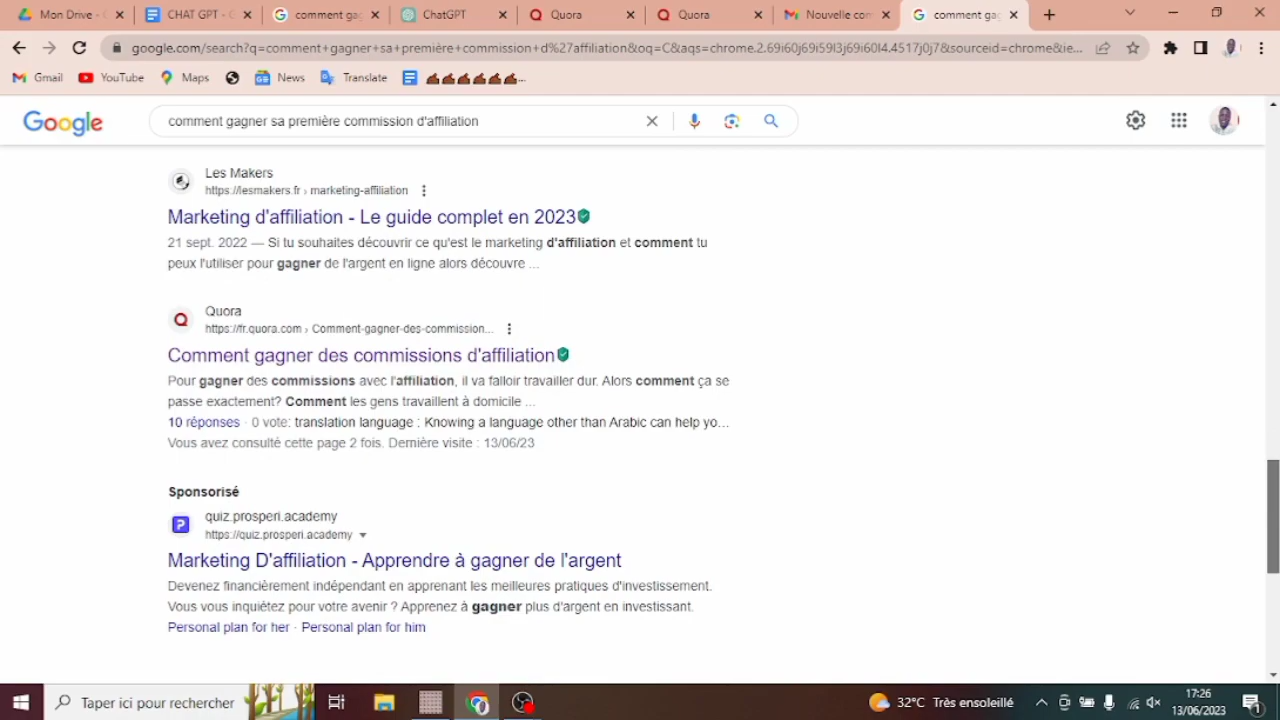 Mon Drive - G
CHAT GPT - G
comment gag
ChatGPT
Quora
Quora
Nouvelle com
comment gag
google.com/search?q=comment+gagner+sa+première+commission+d%27affiliation&oq=C&aqs=chrome.2.69i60j69i59l3j69i60l4.4517j0j7&sourceid=chrome&ie...
Gmail
YouTube
Maps
News
Translate
Google
comment gagner sa première commission d'affiliation
Les Makers
https://lesmakers.fr › marketing-affiliation
Marketing d'affiliation - Le guide complet en 2023
21 sept. 2022 — Si tu souhaites découvrir ce qu'est le marketing d'affiliation et comment tu
peux l'utiliser pour gagner de l'argent en ligne alors découvre ...
Quora
https://fr.quora.com › Comment-gagner-des-commission...
Comment gagner des commissions d'affiliation
Pour gagner des commissions avec l'affiliation, il va falloir travailler dur. Alors comment ça se
passe exactement? Comment les gens travaillent à domicile ...
10 réponses · 0 vote: translation language : Knowing a language other than Arabic can help yo...
Vous avez consulté cette page 2 fois. Dernière visite : 13/06/23
Sponsorisé
quiz.prosperi.academy
https://quiz.prosperi.academy
Marketing D'affiliation - Apprendre à gagner de l'argent
Devenez financièrement indépendant en apprenant les meilleures pratiques d'investissement.
Vous vous inquiétez pour votre avenir ? Apprenez à gagner plus d'argent en investissant.
Personal plan for her · Personal plan for him
Taper ici pour rechercher
32°C Très ensoleillé
17:26
13/06/2023